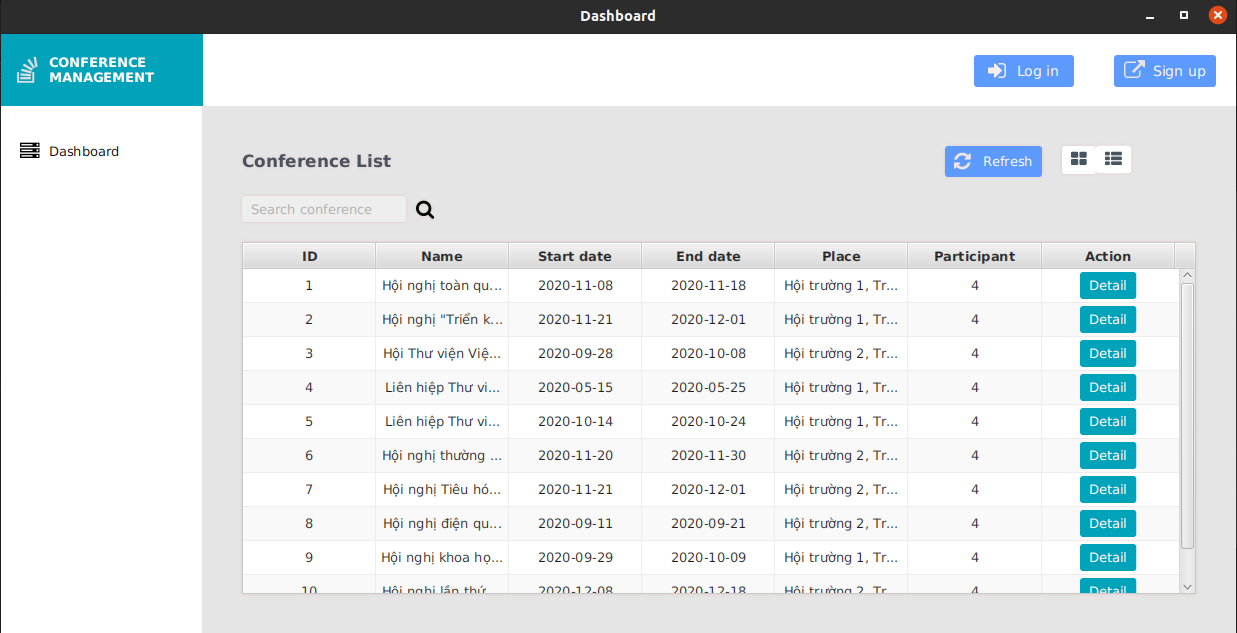 Dashboard
CONFERENCE
MANAGEMENT
Log in
Sign up
Dashboard
Conference List
Refresh
Search conference
ID Name Start date End date Place Participant Action
1 Hội nghị toàn qu... 2020-11-08 2020-11-18 Hội trường 1, Tr... 4 Detail
2 Hội nghị "Triển k... 2020-11-21 2020-12-01 Hội trường 1, Tr... 4 Detail
3 Hội Thư viện Việ... 2020-09-28 2020-10-08 Hội trường 2, Tr... 4 Detail
4 Liên hiệp Thư vi... 2020-05-15 2020-05-25 Hội trường 1, Tr... 4 Detail
5 Liên hiệp Thư vi... 2020-10-14 2020-10-24 Hội trường 1, Tr... 4 Detail
6 Hội nghị thường ... 2020-11-20 2020-11-30 Hội trường 2, Tr... 4 Detail
7 Hội nghị Tiêu hó... 2020-11-21 2020-12-01 Hội trường 2, Tr... 4 Detail
8 Hội nghị điện qu... 2020-09-11 2020-09-21 Hội trường 2, Tr... 4 Detail
9 Hội nghị khoa họ... 2020-09-29 2020-10-09 Hội trường 1, Tr... 4 Detail
10 Hội nghị lần thứ 2020-12-08 2020-12-18 Hội trường 2, Tr... 4 Detail